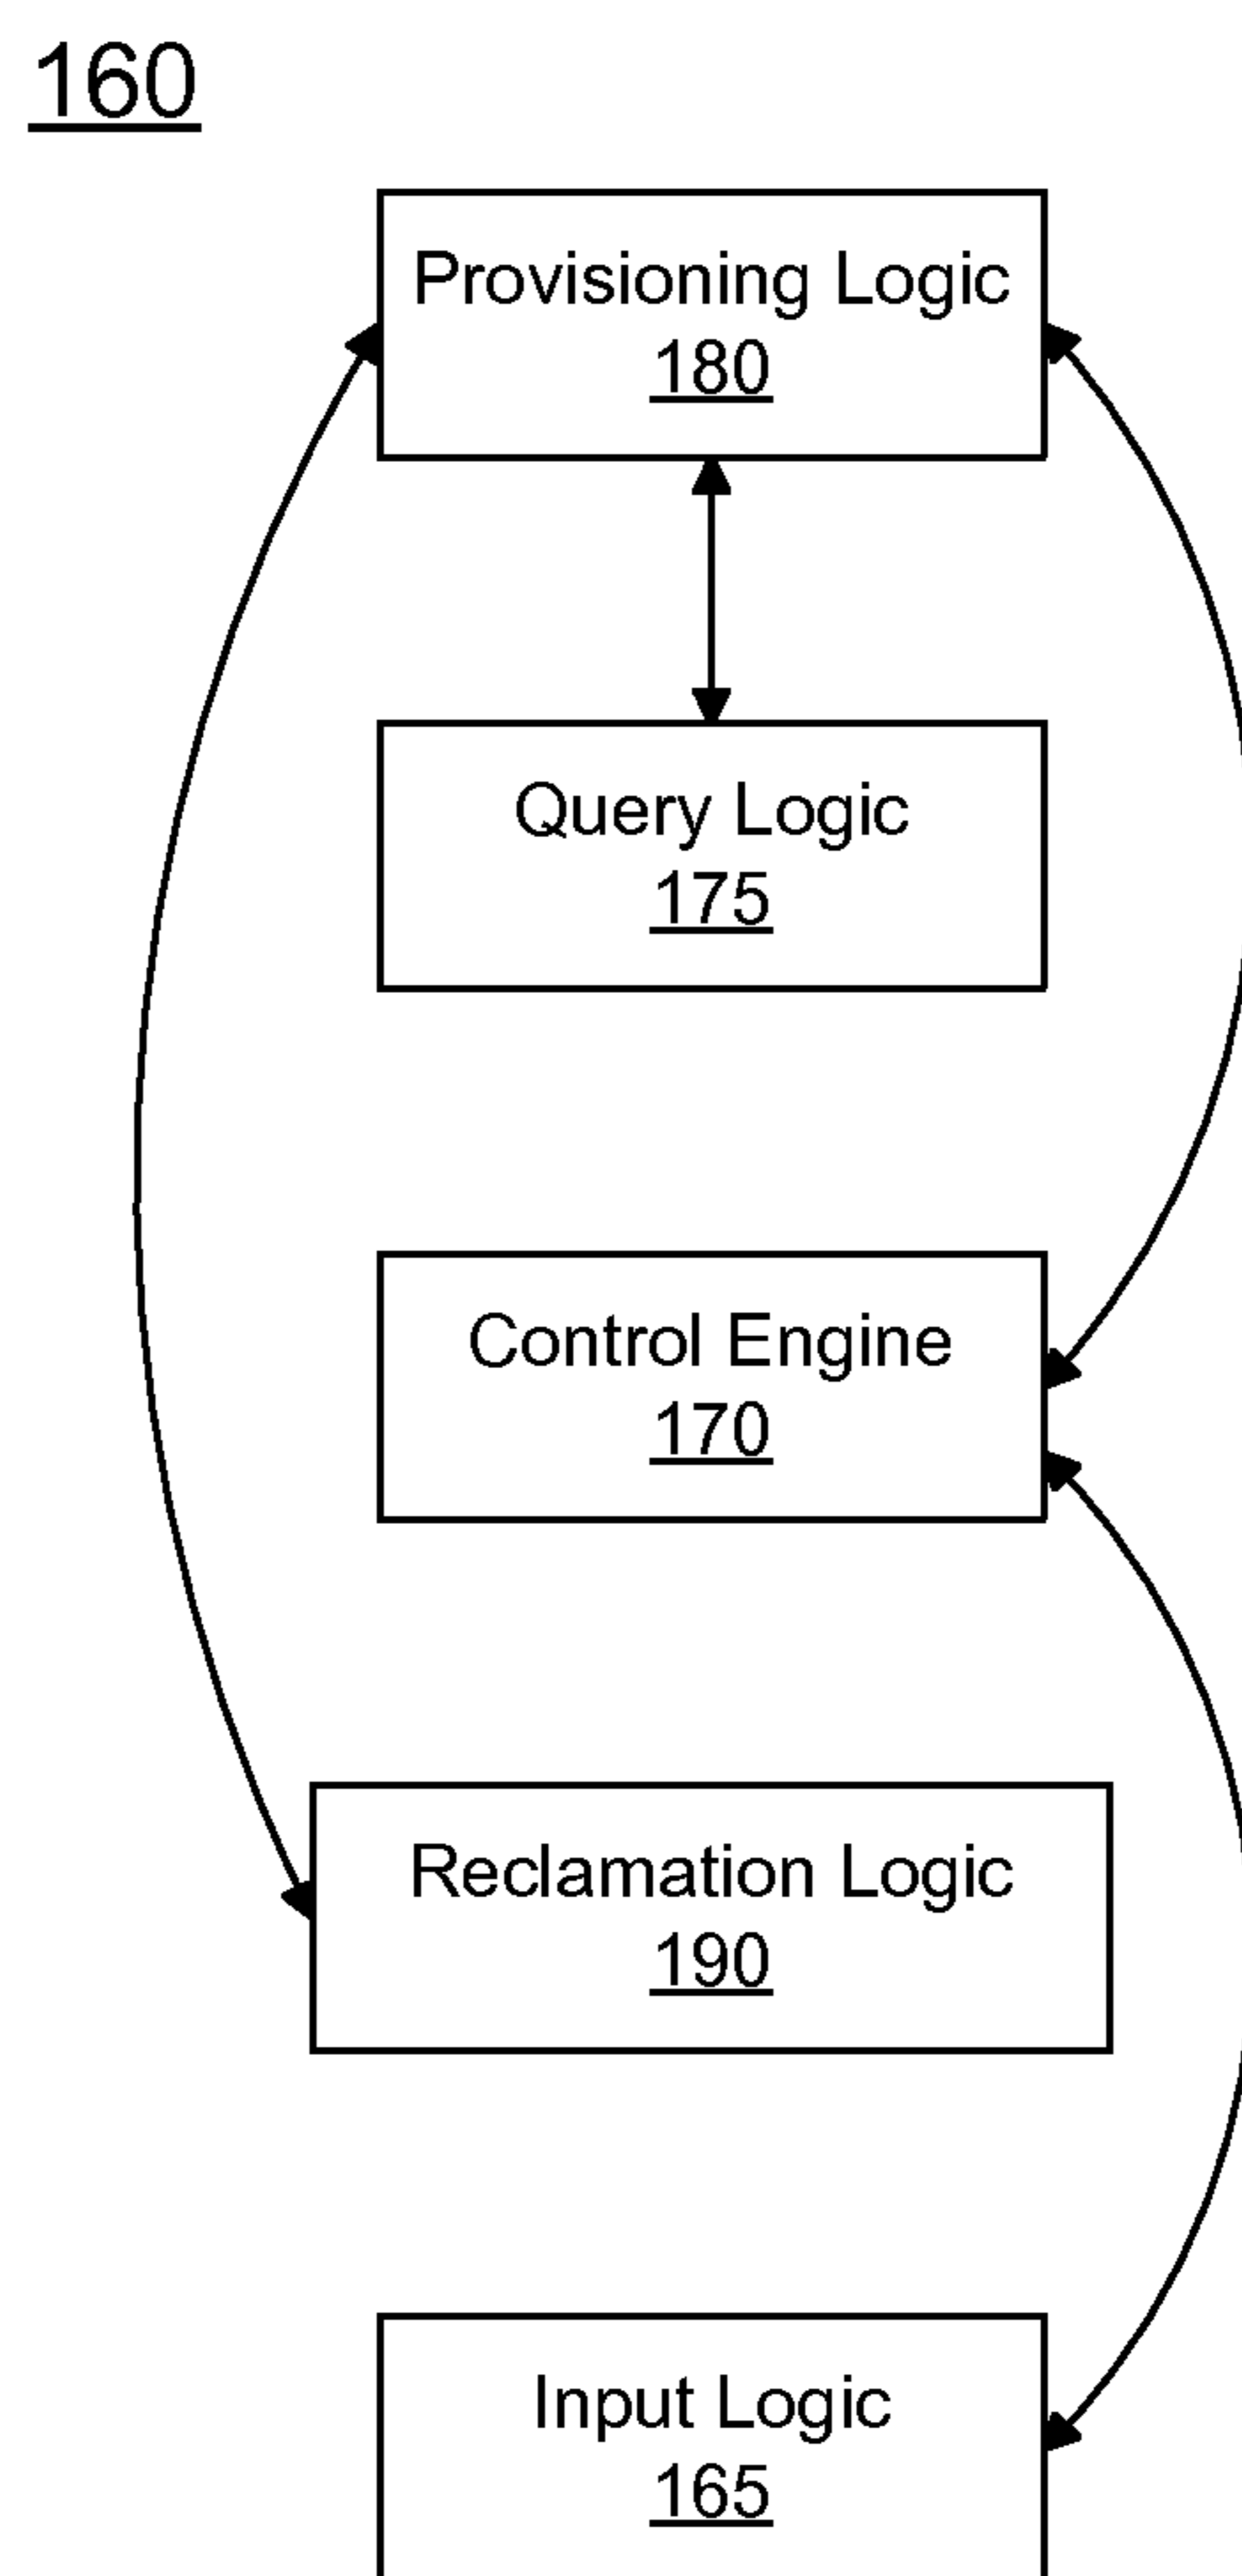 160
Provisioning Logic
180
Query Logic
175
Control Engine
170
Reclamation Logic
190
Input Logic
165